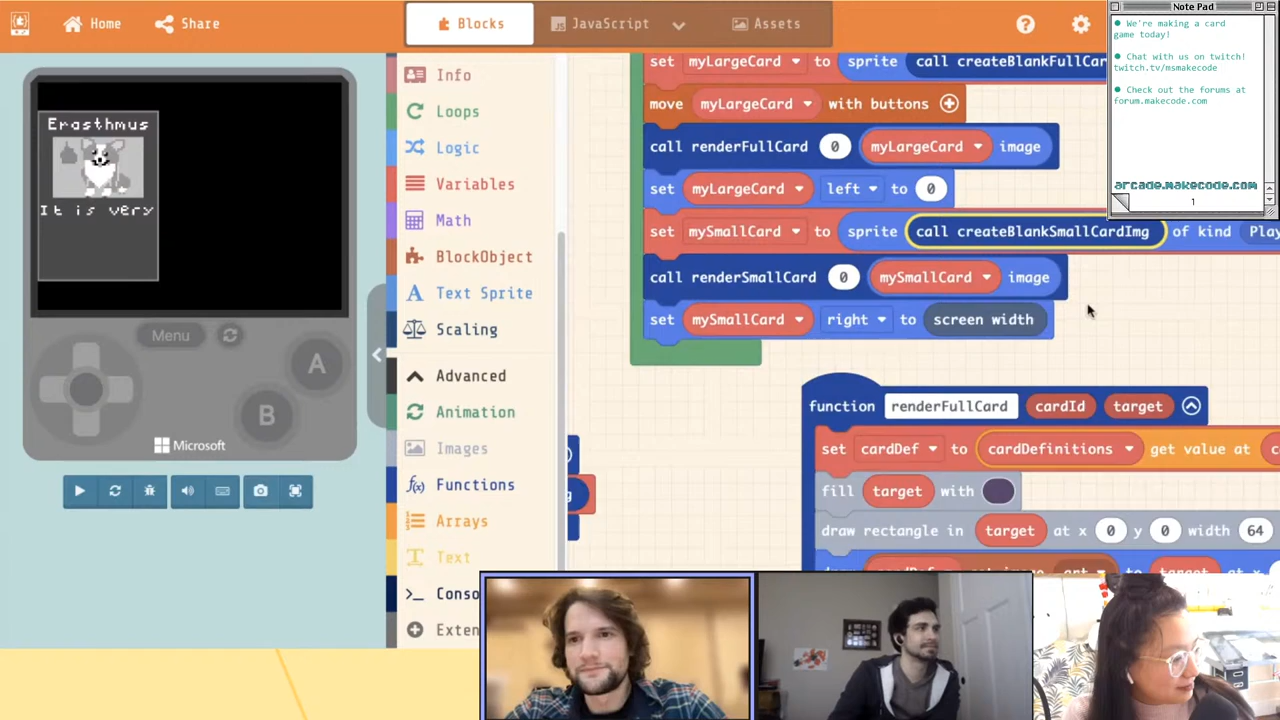 Home
Share
Blocks
JavaScript
Assets
Note Pad
We're making a card
game today!
Chat with us on twitch!
twitch.tv/msmakecode
Check out the forums at
forum.makecode.com
arcade.makecode.com
1
Erasthmus
It is very
Menu
A
B
Microsoft
Info
Loops
Logic
Variables
Math
BlockObject
Text Sprite
Scaling
Advanced
Animation
Images
Functions
Arrays
Text
Conso
Exten
set myLargeCard to sprite call createBlankFullCar
move myLargeCard with buttons
call renderFullCard 0 myLargeCard image
set myLargeCard left to 0
set mySmallCard to sprite call createBlankSmallCardImg of kind Play
call renderSmallCard 0 mySmallCard image
set mySmallCard right to screen width
function renderFullCard cardId target
set cardDef to cardDefinitions get value at c
fill target with
draw rectangle in target at x 0 y 0 width 64